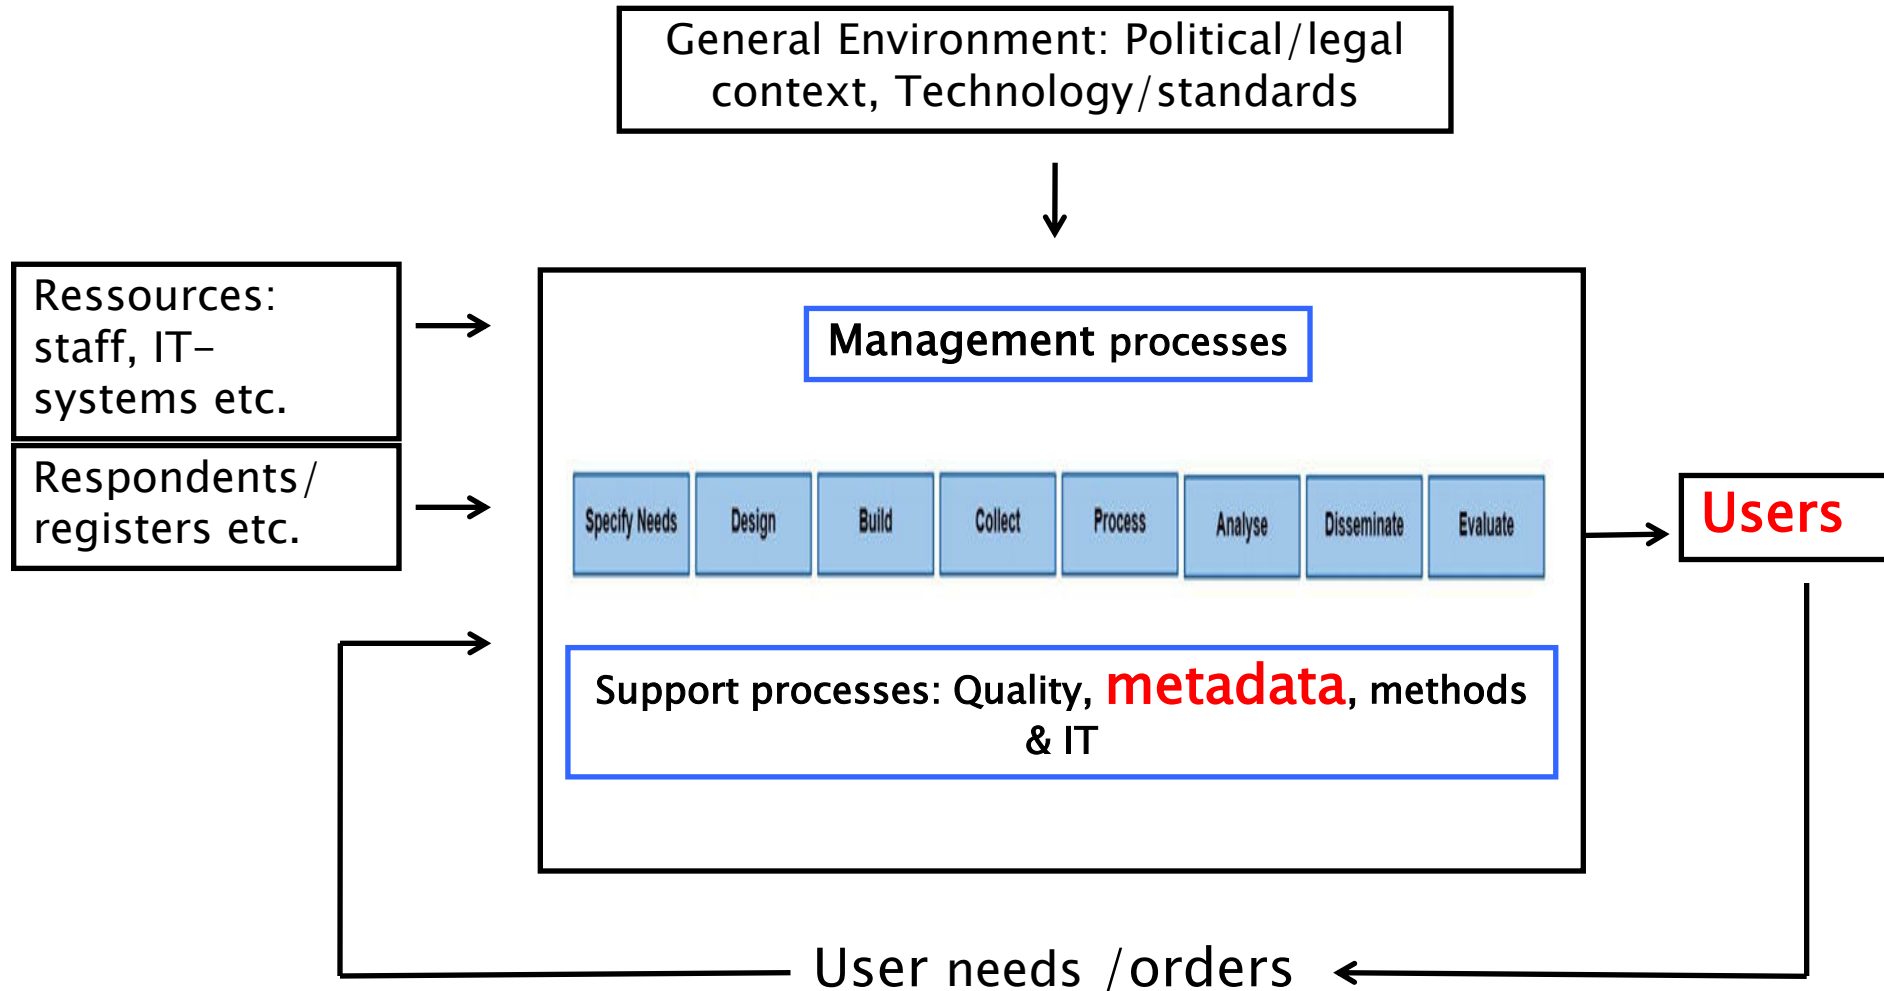 General Environment: Political/legal
context, Technology/standards
Ressources:
staff, IT-
systems etc.
Respondents/
registers etc.
Management processes
Specify Needs
Design
Build
Collect
Process
Analyse
Disseminate
Evaluate
Users
Support processes: Quality, metadata, methods
& IT
User needs /orders